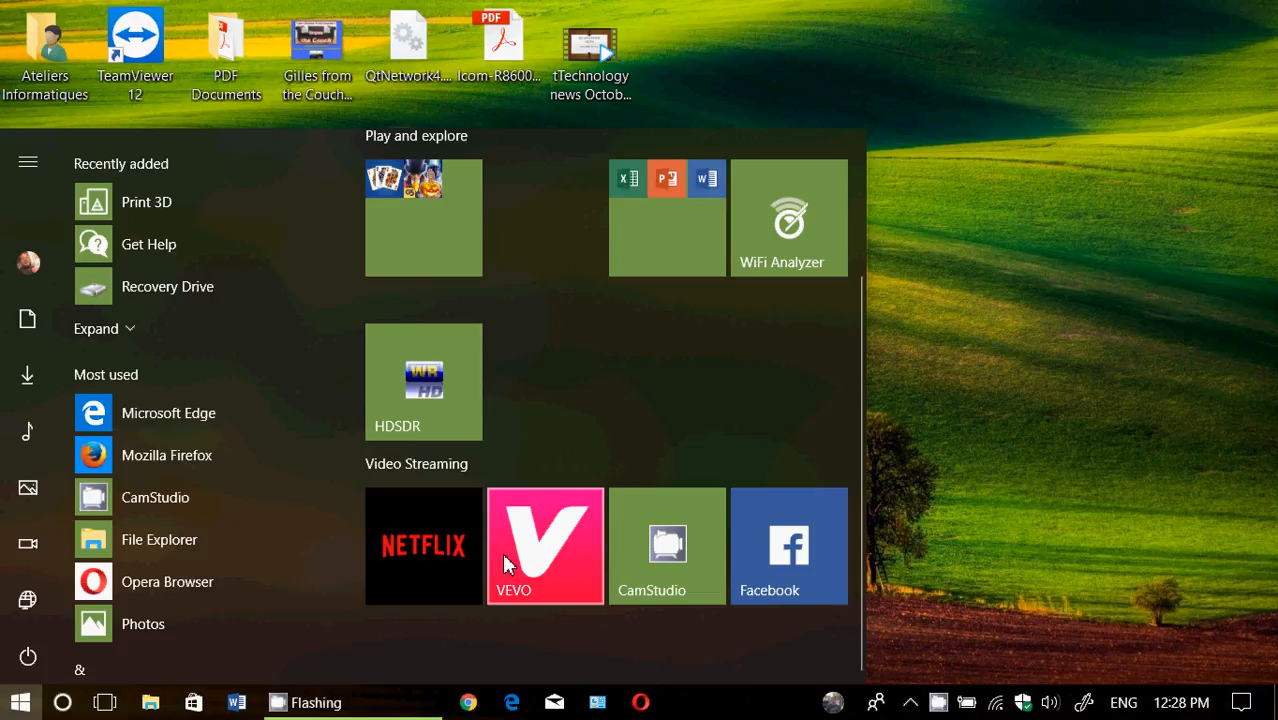 Ateliers
Informatiques
TeamViewer
12
PDF
Documents
Gilles from
the Couch...
QtNetwork4....
PDF
Icom-R8600...
tTechnology
news Octob...
Recently added
Print 3D
Get Help
Recovery Drive
Expand
Most used
Microsoft Edge
Mozilla Firefox
CamStudio
File Explorer
Opera Browser
Photos
&
Play and explore
X
P
W
WiFi Analyzer
WR
HD
HDSDR
Video Streaming
NETFLIX
V
VEVO
CamStudio
Facebook
Flashing
ENG
12:28 PM